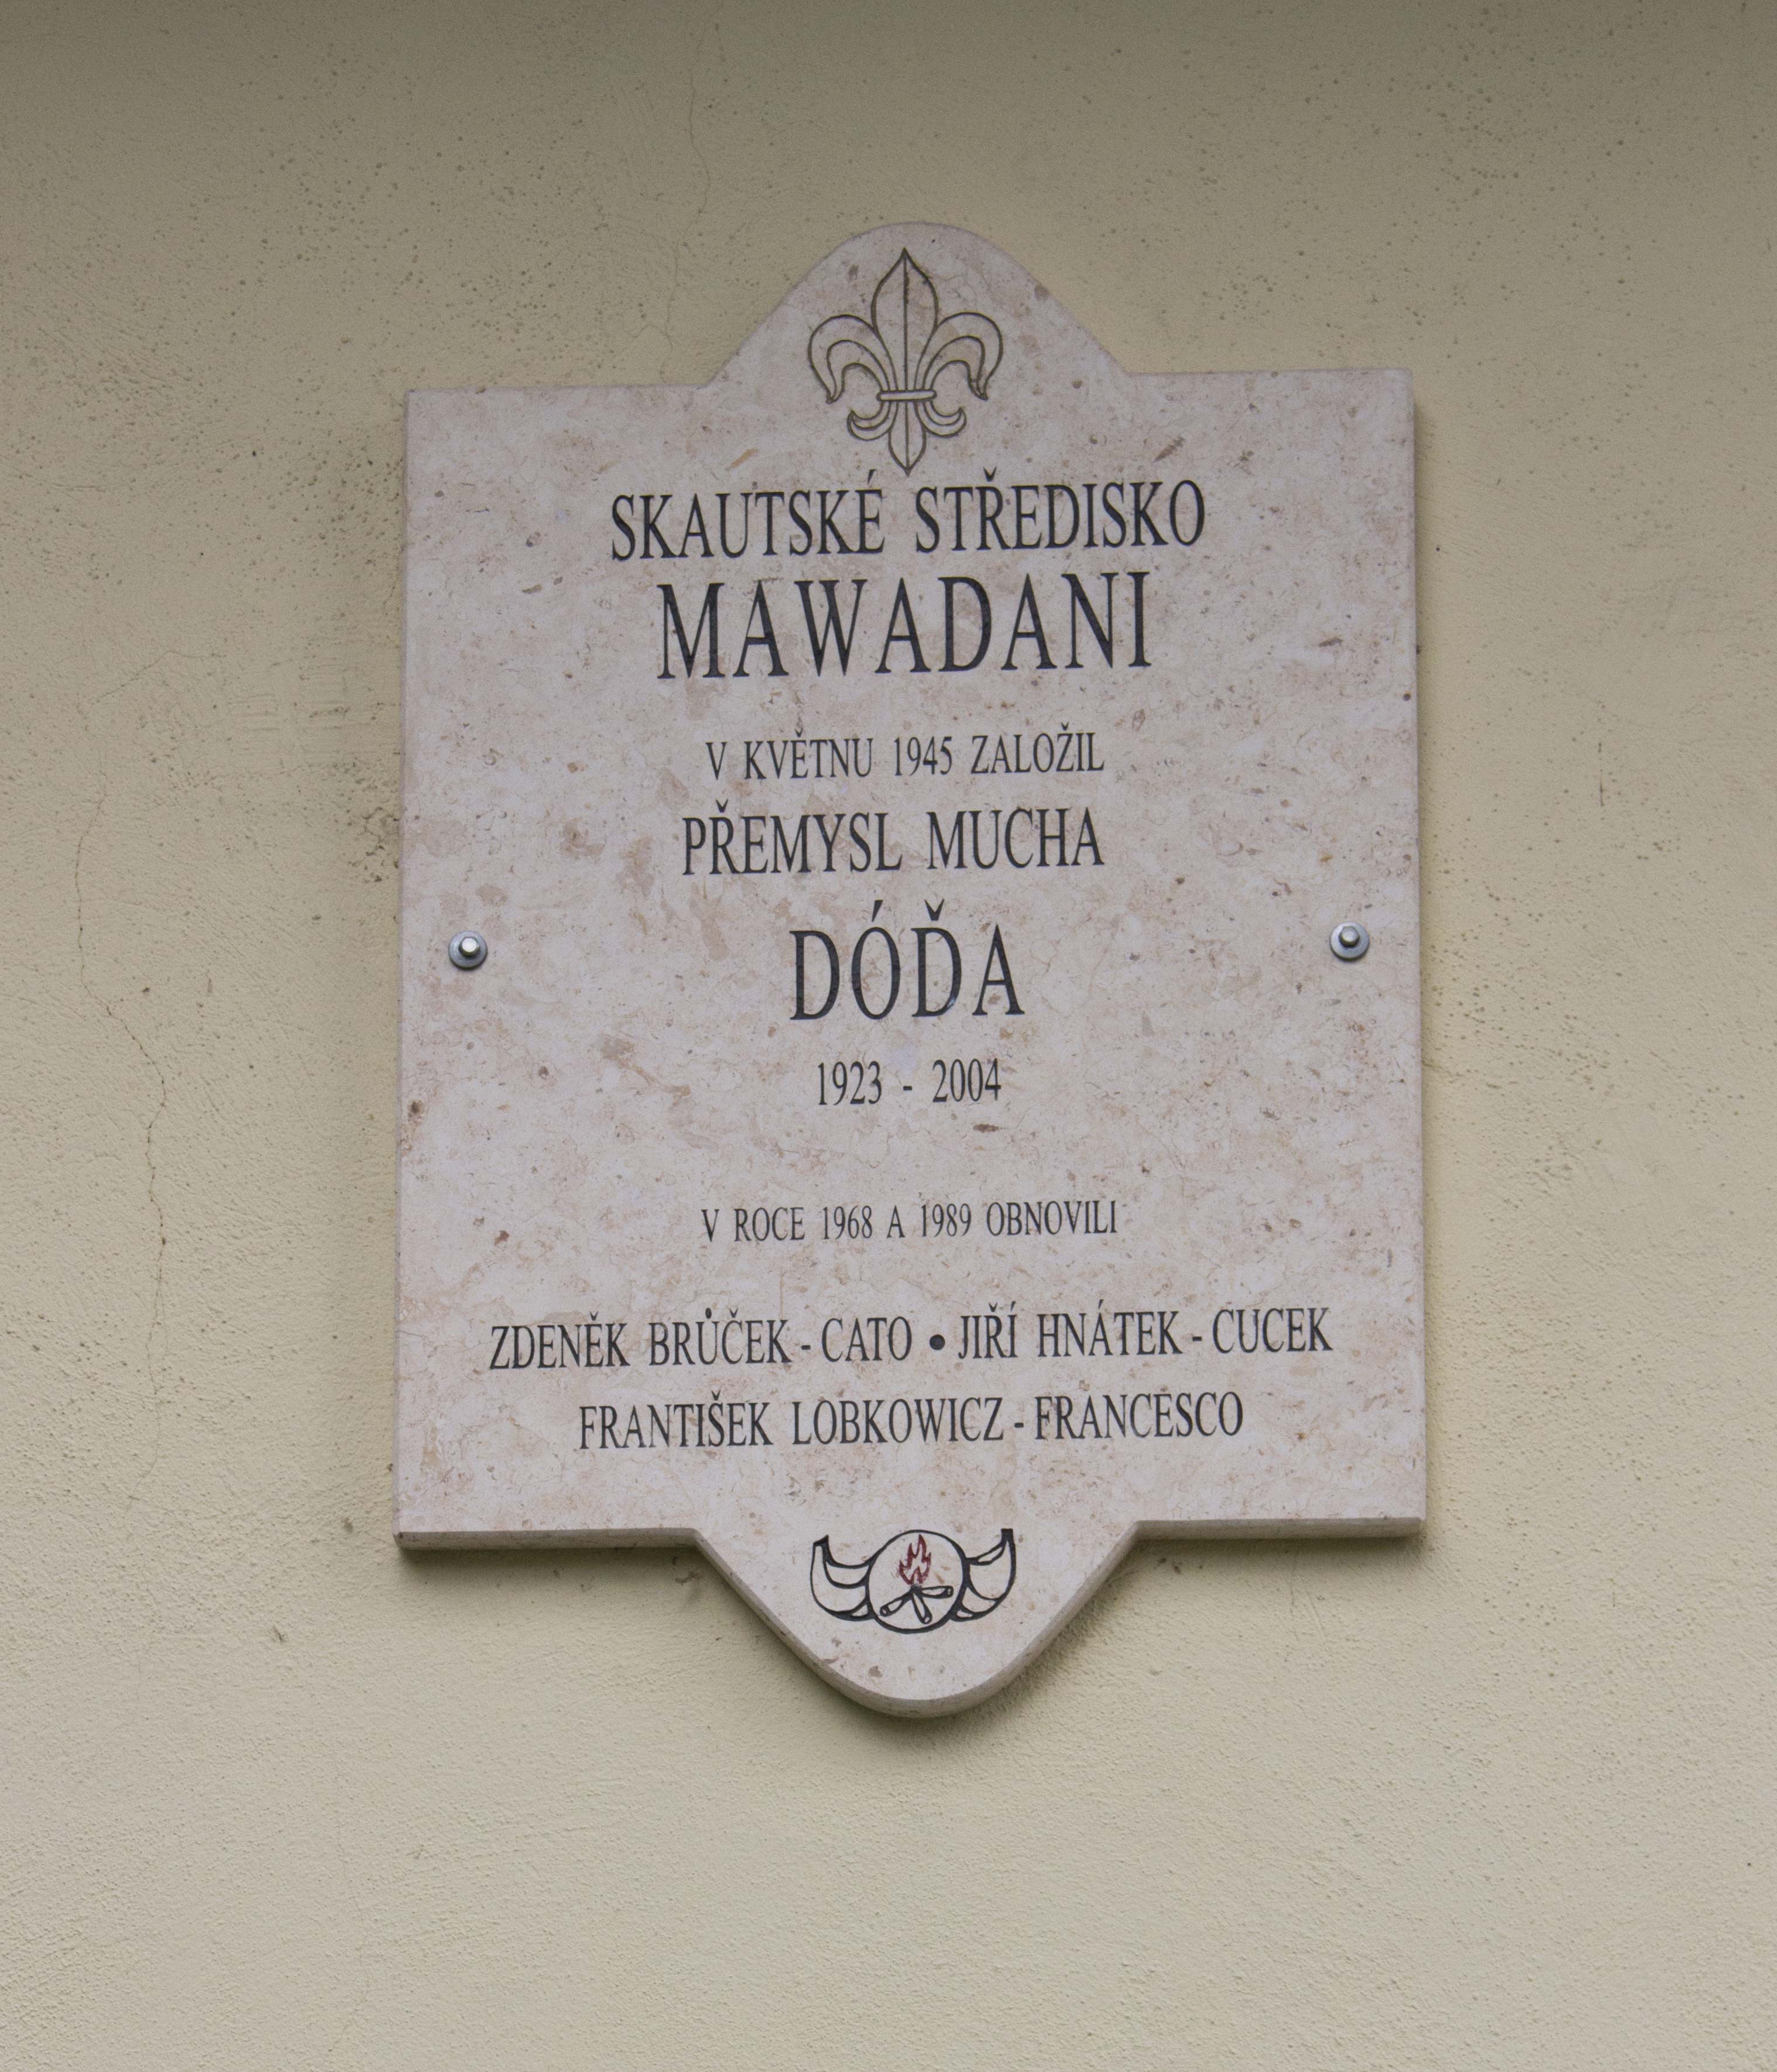 SKAUTSKÉ STŘEDISKO
MAWADANI
V KVĚTNU 1945 ZALOŽIL
PŘEMYSL MUCHA
DÓĎA
1923 - 2004
V ROCE 1968 A 1989 OBNOVILI
ZDENĚK BRŮČEK - CATO • JIŘÍ HNÁTEK - CUCEK
FRANTIŠEK LOBKOWICZ - FRANCESCO